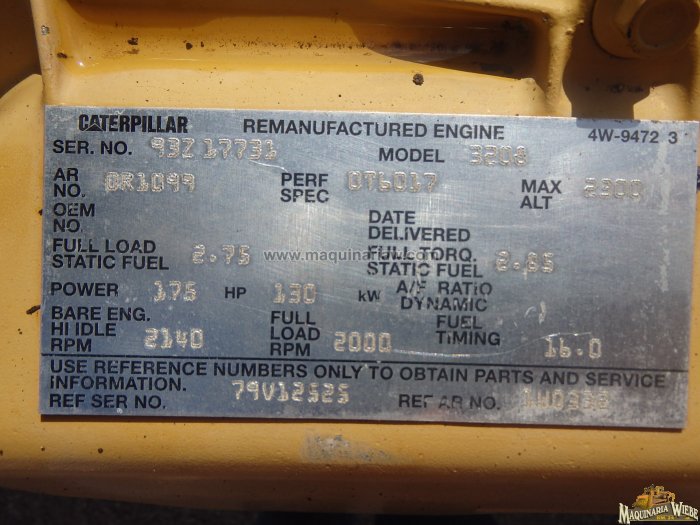 CATERPILLAR REMANUFACTURED ENGINE 4W-9472 3
SER. NO. 93Z17731 MODEL 3208
AR NO. 0R1099 PERF SPEC 0T6017 MAX ALT 2300
OEM NO. DATE DELIVERED
FULL LOAD STATIC FUEL 2.75 FULL TORQ. STATIC FUEL 2.85
www.maquinariaw.com
POWER 175 HP 130 kW A/F RATIO DYNAMIC
BARE ENG. HI IDLE RPM 2140 FULL LOAD RPM 2000 FUEL TIMING 16.0
USE REFERENCE NUMBERS ONLY TO OBTAIN PARTS AND SERVICE
INFORMATION.
REF SER NO. 79V12525 REF AR NO.
MAQUINARIA WIEBE